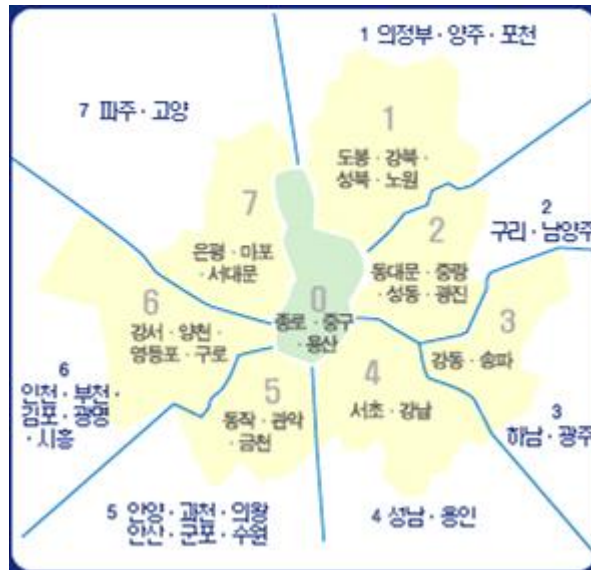 1 의정부·양주·포천
7 파주·고양
1
도봉·강북·
성북·노원
7
은평·마포
·서대문
2
구리·남양주
2
동대문·중랑
·성동·광진
0
종로·중구
·용산
6
강서·양천·
영등포·구로
3
강동·송파
6
인천·부천·
김포·광명
·시흥
5
동작·관악
·금천
4
서초·강남
3
하남·광주
5 안양·과천·의왕
안산·군포·수원
4 성남·용인